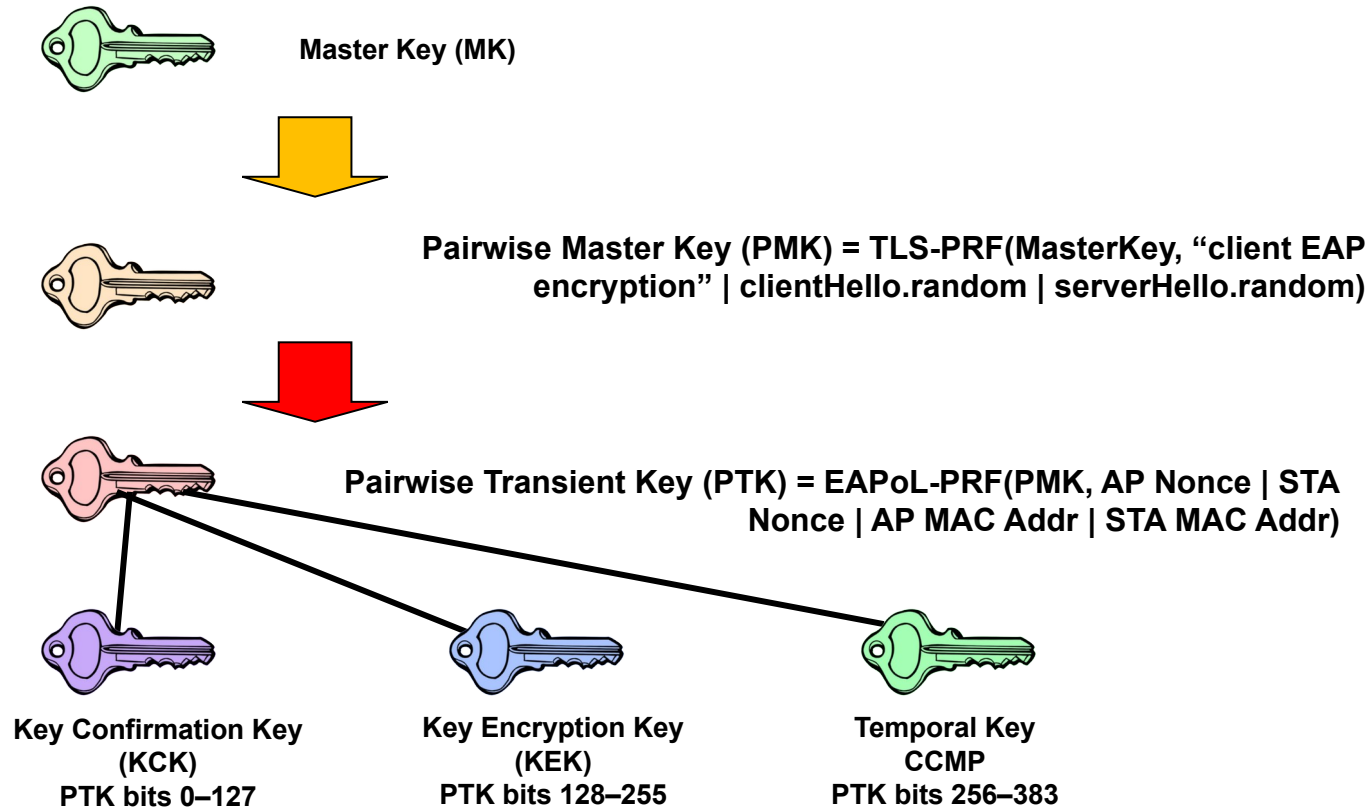 Master Key (MK)
Pairwise Master Key (PMK) = TLS-PRF(MasterKey, “client EAP
encryption” | clientHello.random | serverHello.random)
Pairwise Transient Key (PTK) = EAPoL-PRF(PMK, AP Nonce | STA
Nonce | AP MAC Addr | STA MAC Addr)
Key Confirmation Key
(KCK)
PTK bits 0–127
Key Encryption Key
(KEK)
PTK bits 128–255
Temporal Key
CCMP
PTK bits 256–383